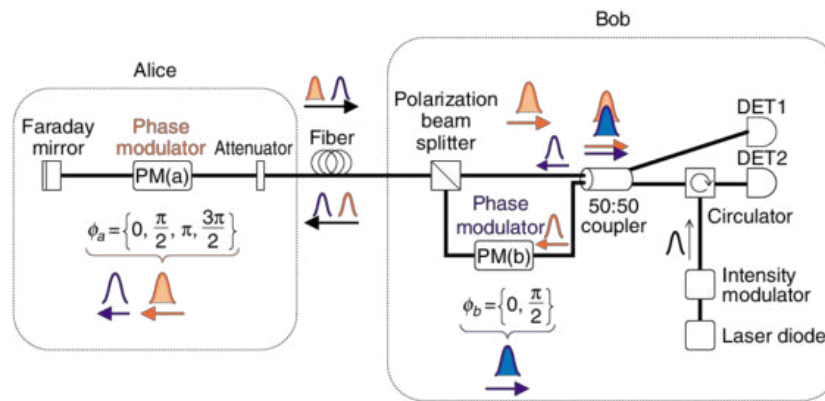 Bob
Alice
Faraday
mirror
Phase
modulator
PM(a)
Attenuator
Fiber
Polarization
beam
splitter
DET1
DET2
Phase
modulator
PM(b)
50:50
coupler
Circulator
Intensity
modulator
Laser diode
ϕₐ = {0, π/2, π, 3π/2}
ϕ_b = {0, π/2}